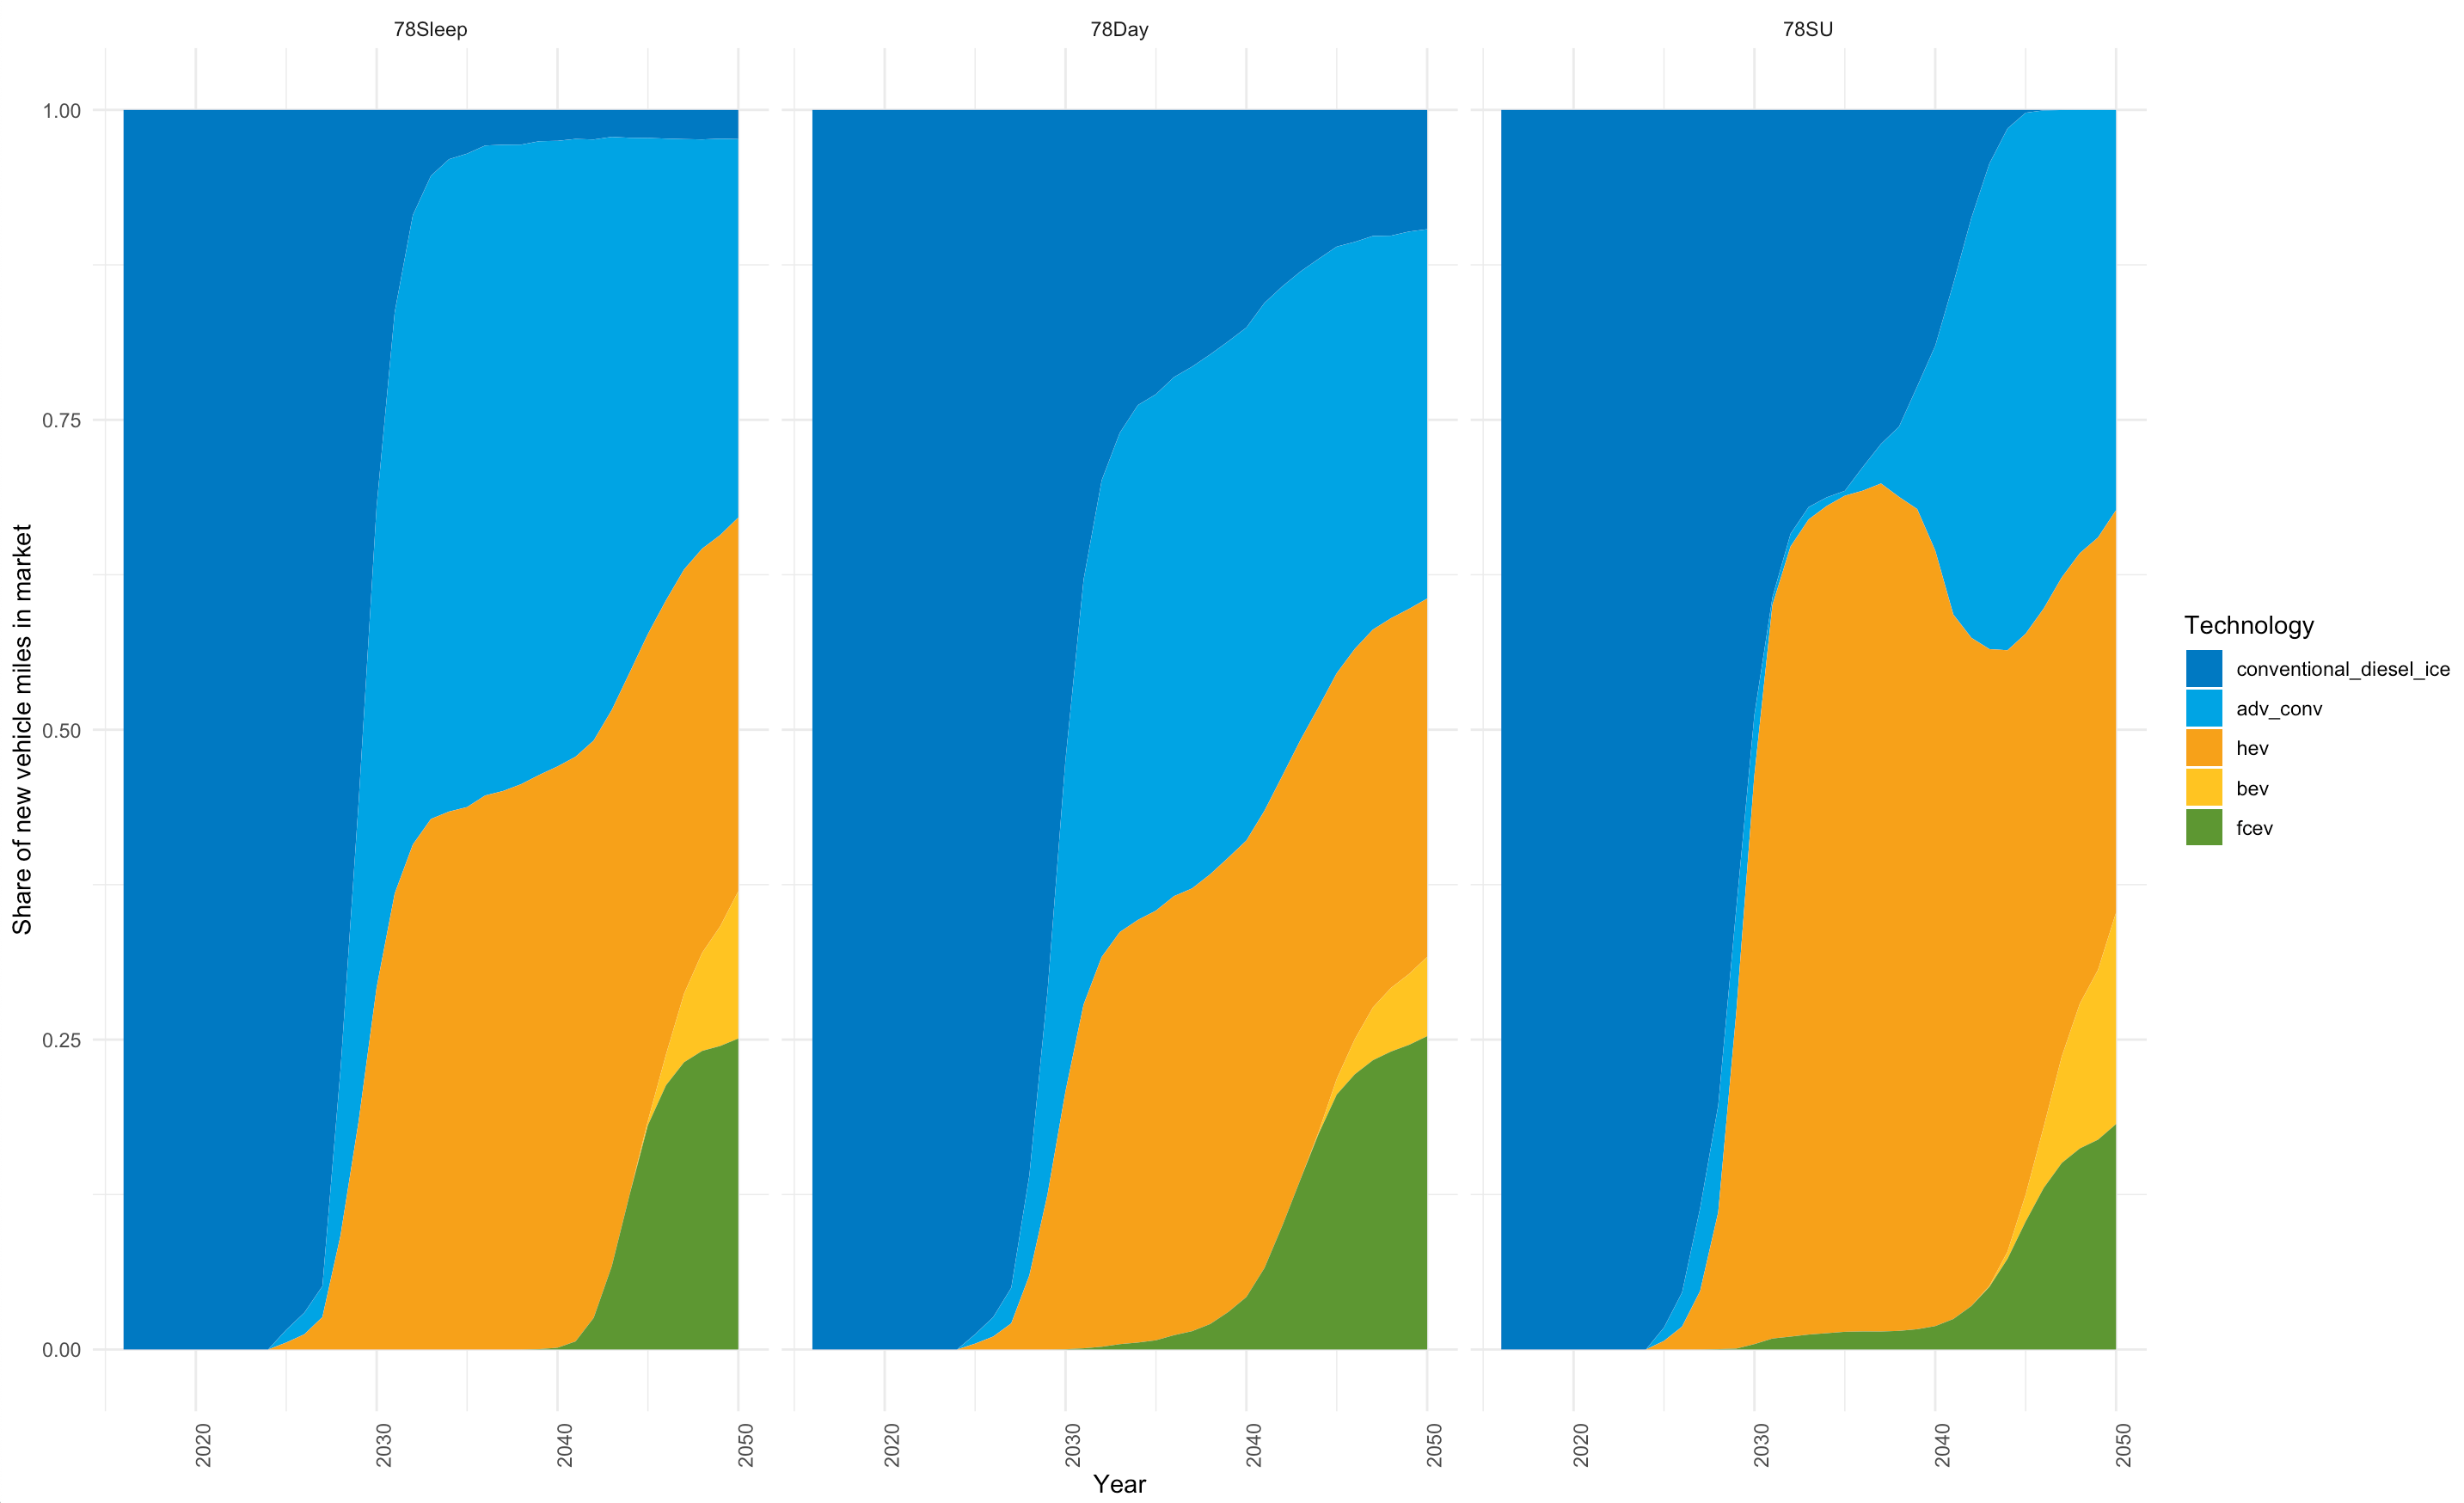 78Sleep
78Day
78SU
Share of new vehicle miles in market
1.00
0.75
0.50
0.25
0.00
2020
2030
2040
2050
2020
2030
2040
2050
2020
2030
2040
2050
Year
Technology
conventional_diesel_ice
adv_conv
hev
bev
fcev